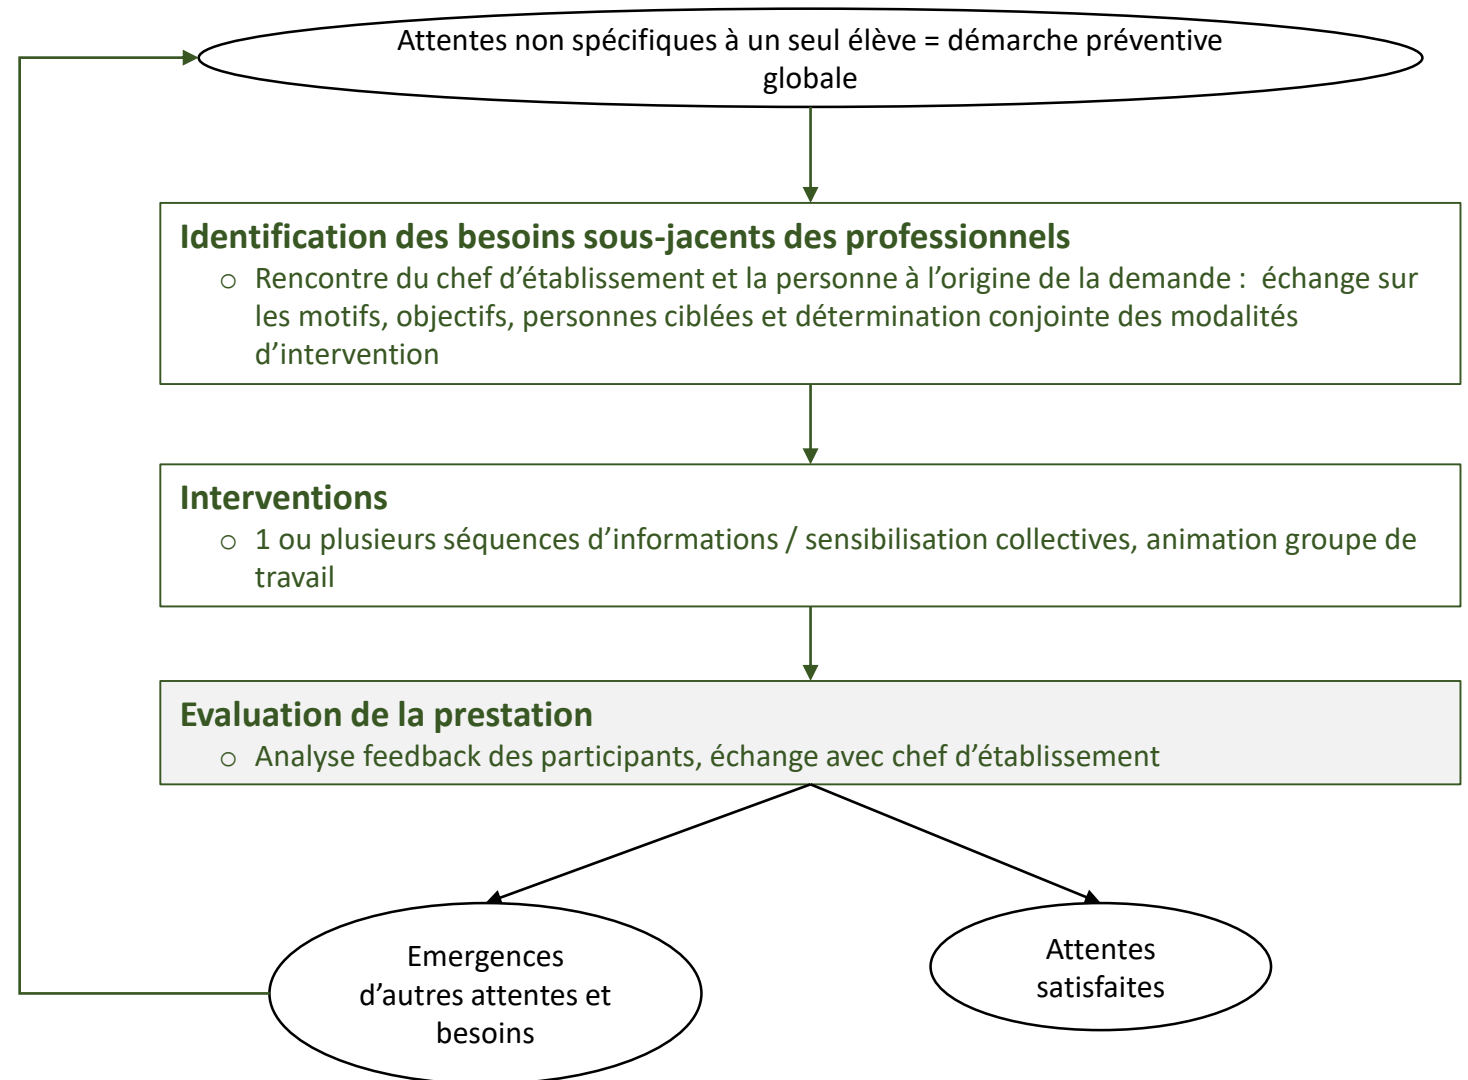 Attentes non spécifiques à un seul élève = démarche préventive
globale
Identification des besoins sous-jacents des professionnels
o Rencontre du chef d’établissement et la personne à l’origine de la demande : échange sur
les motifs, objectifs, personnes ciblées et détermination conjointe des modalités
d’intervention
Interventions
o 1 ou plusieurs séquences d’informations / sensibilisation collectives, animation groupe de
travail
Evaluation de la prestation
o Analyse feedback des participants, échange avec chef d’établissement
Emergences
d’autres attentes et
besoins
Attentes
satisfaites